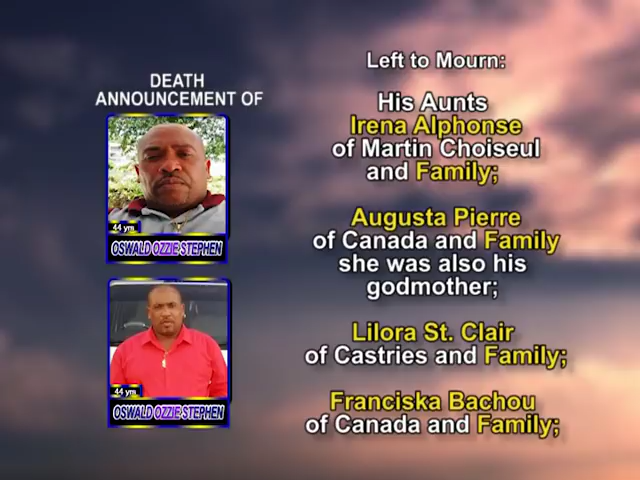 DEATH
ANNOUNCEMENT OF
44 yrs
OSWALD OZZIE STEPHEN
44 yrs
OSWALD OZZIE STEPHEN
Left to Mourn:
His Aunts
Irena Alphonse
of Martin Choiseul
and Family;
Augusta Pierre
of Canada and Family
she was also his
godmother;
Lilora St. Clair
of Castries and Family;
Franciska Bachou
of Canada and Family;